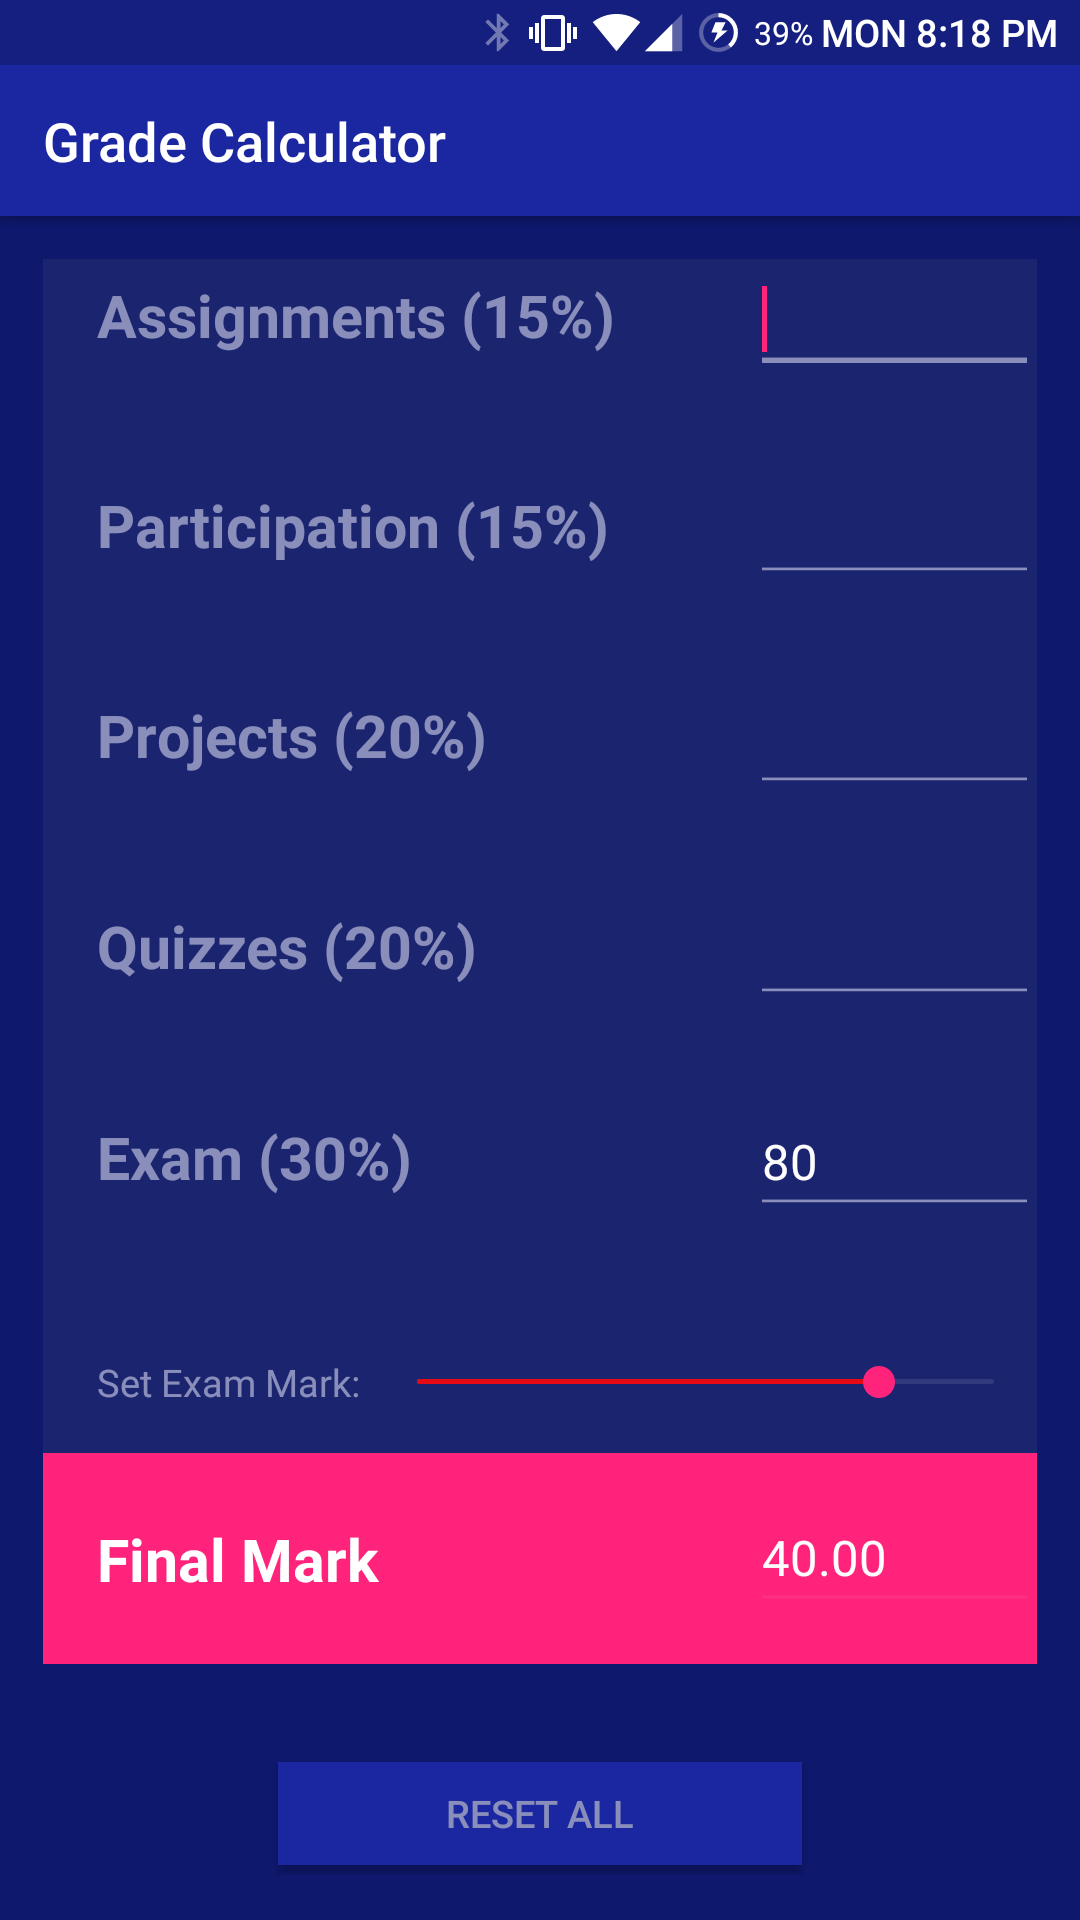 39% MON 8:18 PM
Grade Calculator
Assignments (15%)
Participation (15%)
Projects (20%)
Quizzes (20%)
Exam (30%) 80
Set Exam Mark:
Final Mark 40.00
RESET ALL